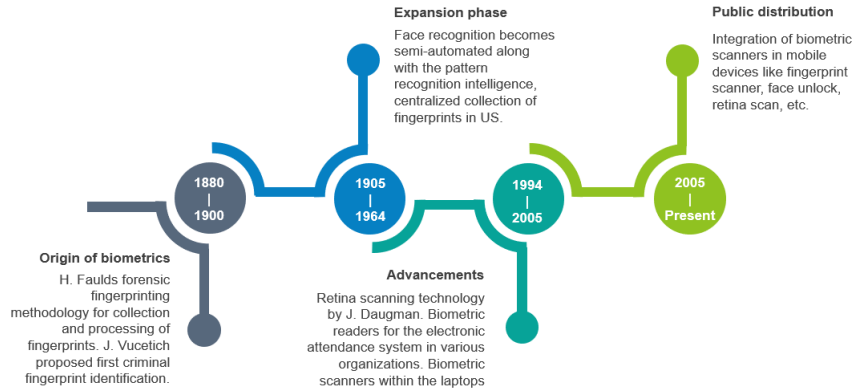 Origin of biometrics
H. Faulds forensic
fingerprinting
methodology for collection
and processing of
fingerprints. J. Vucetich
proposed first criminal
fingerprint identification.
1880
|
1900
Expansion phase
Face recognition becomes
semi-automated along
with the pattern
recognition intelligence,
centralized collection of
fingerprints in US.
1905
|
1964
Advancements
Retina scanning technology
by J. Daugman. Biometric
readers for the electronic
attendance system in various
organizations. Biometric
scanners within the laptops
1994
|
2005
Public distribution
Integration of biometric
scanners in mobile
devices like fingerprint
scanner, face unlock,
retina scan, etc.
2005
|
Present